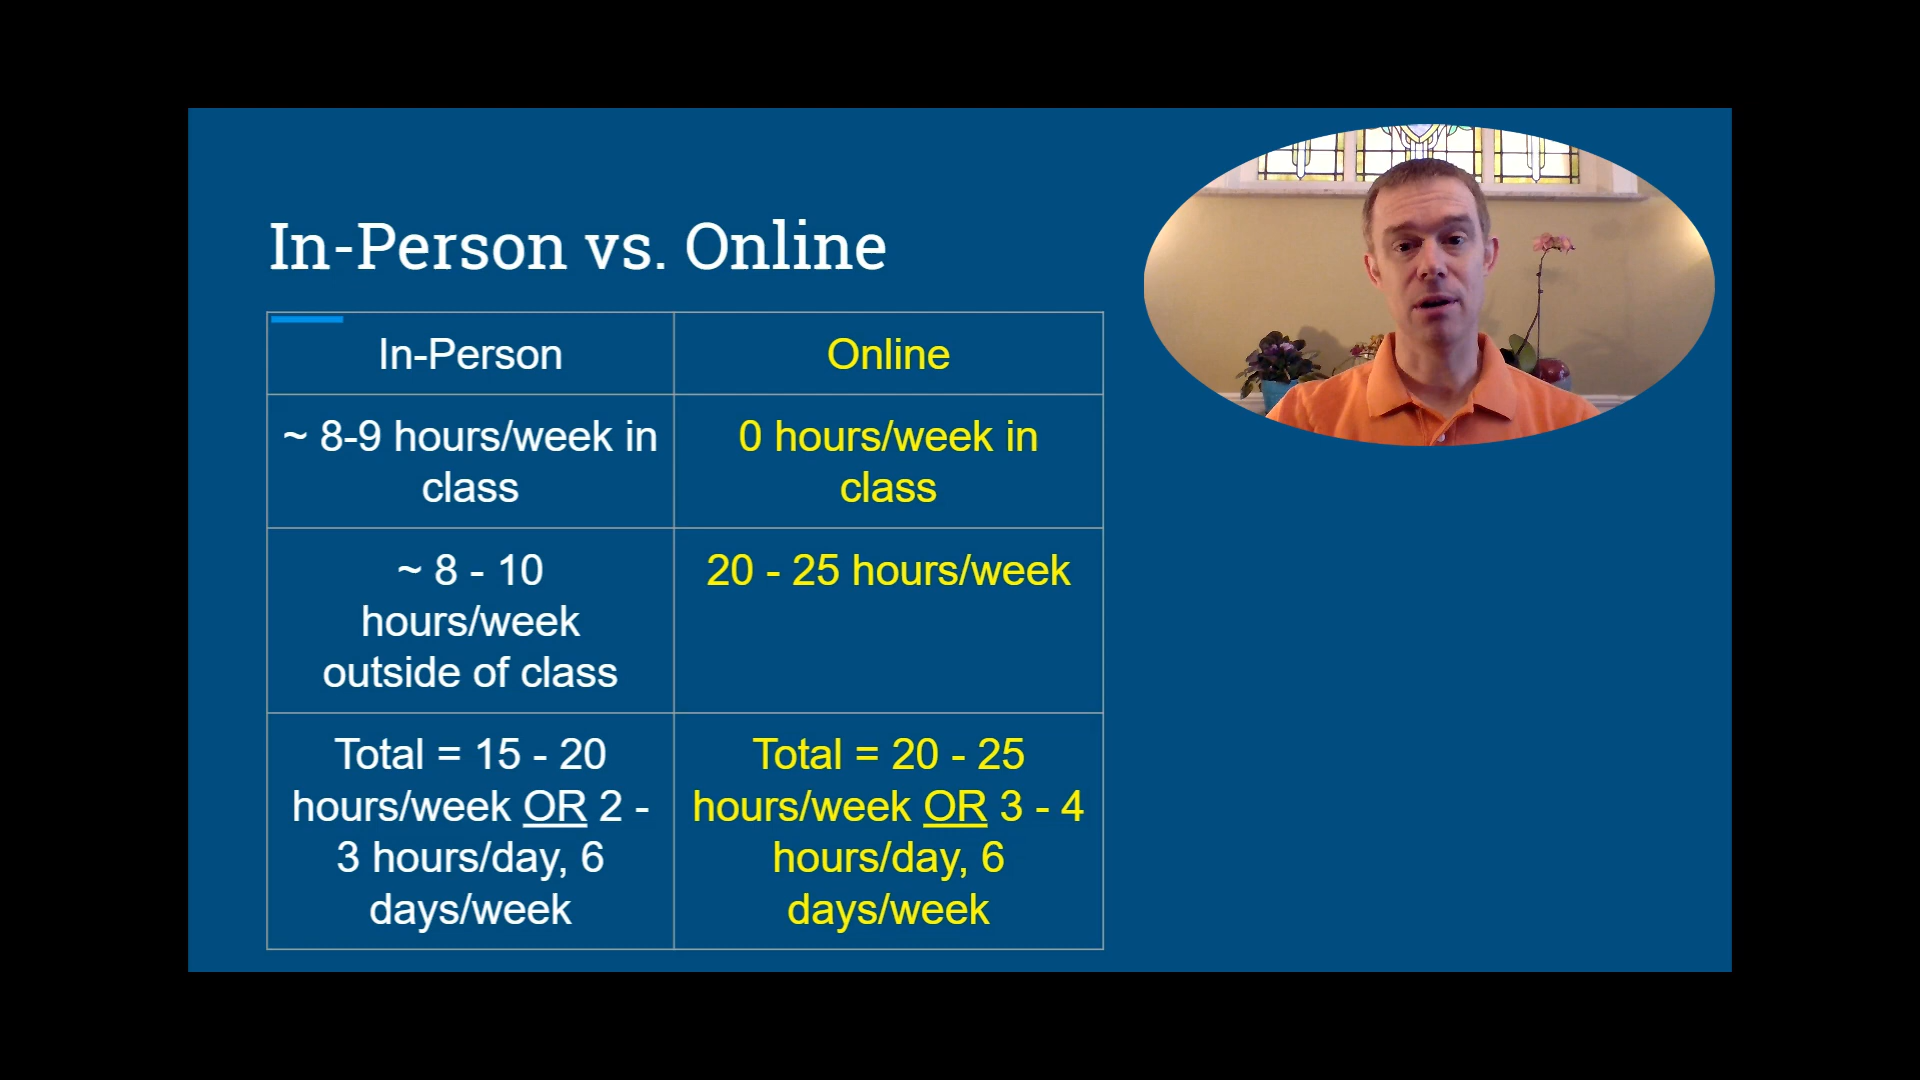 In-Person vs. Online
In-Person
Online
~ 8-9 hours/week in
class
0 hours/week in
class
~ 8 - 10
hours/week
outside of class
20 - 25 hours/week
Total = 15 - 20
hours/week OR 2 -
3 hours/day, 6
days/week
Total = 20 - 25
hours/week OR 3 - 4
hours/day, 6
days/week